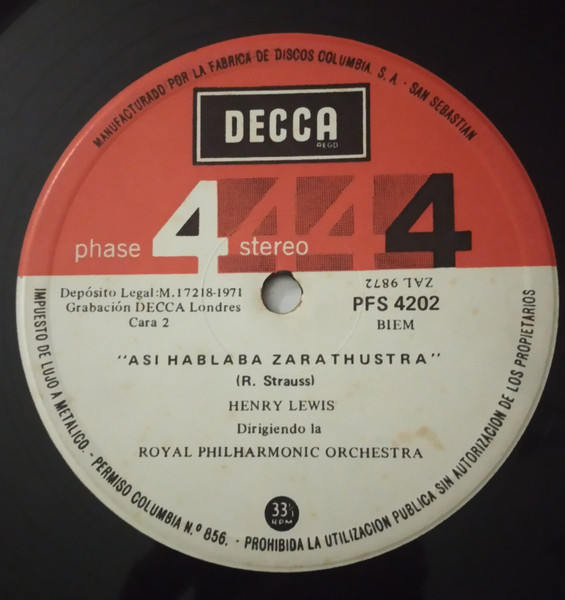 MANUFACTURADO POR LA FABRICA DE DISCOS COLUMBIA. S. A. - SAN SEBASTIAN
DECCA
REGD
phase 4 stereo 4 4 4
Depósito Legal:M.17218-1971
Grabación DECCA Londres
Cara 2
ZAL 9872
PFS 4202
BIEM
"ASI HABLABA ZARATHUSTRA"
(R. Strauss)
HENRY LEWIS
Dirigiendo la
ROYAL PHILHARMONIC ORCHESTRA
33⅓
RPM
IMPUESTO DE LUJO A METALICO. - PERMISO COLUMBIA N.º 856. - PROHIBIDA LA UTILIZACION PUBLICA SIN AUTORIZACION DE LOS PROPIETARIOS